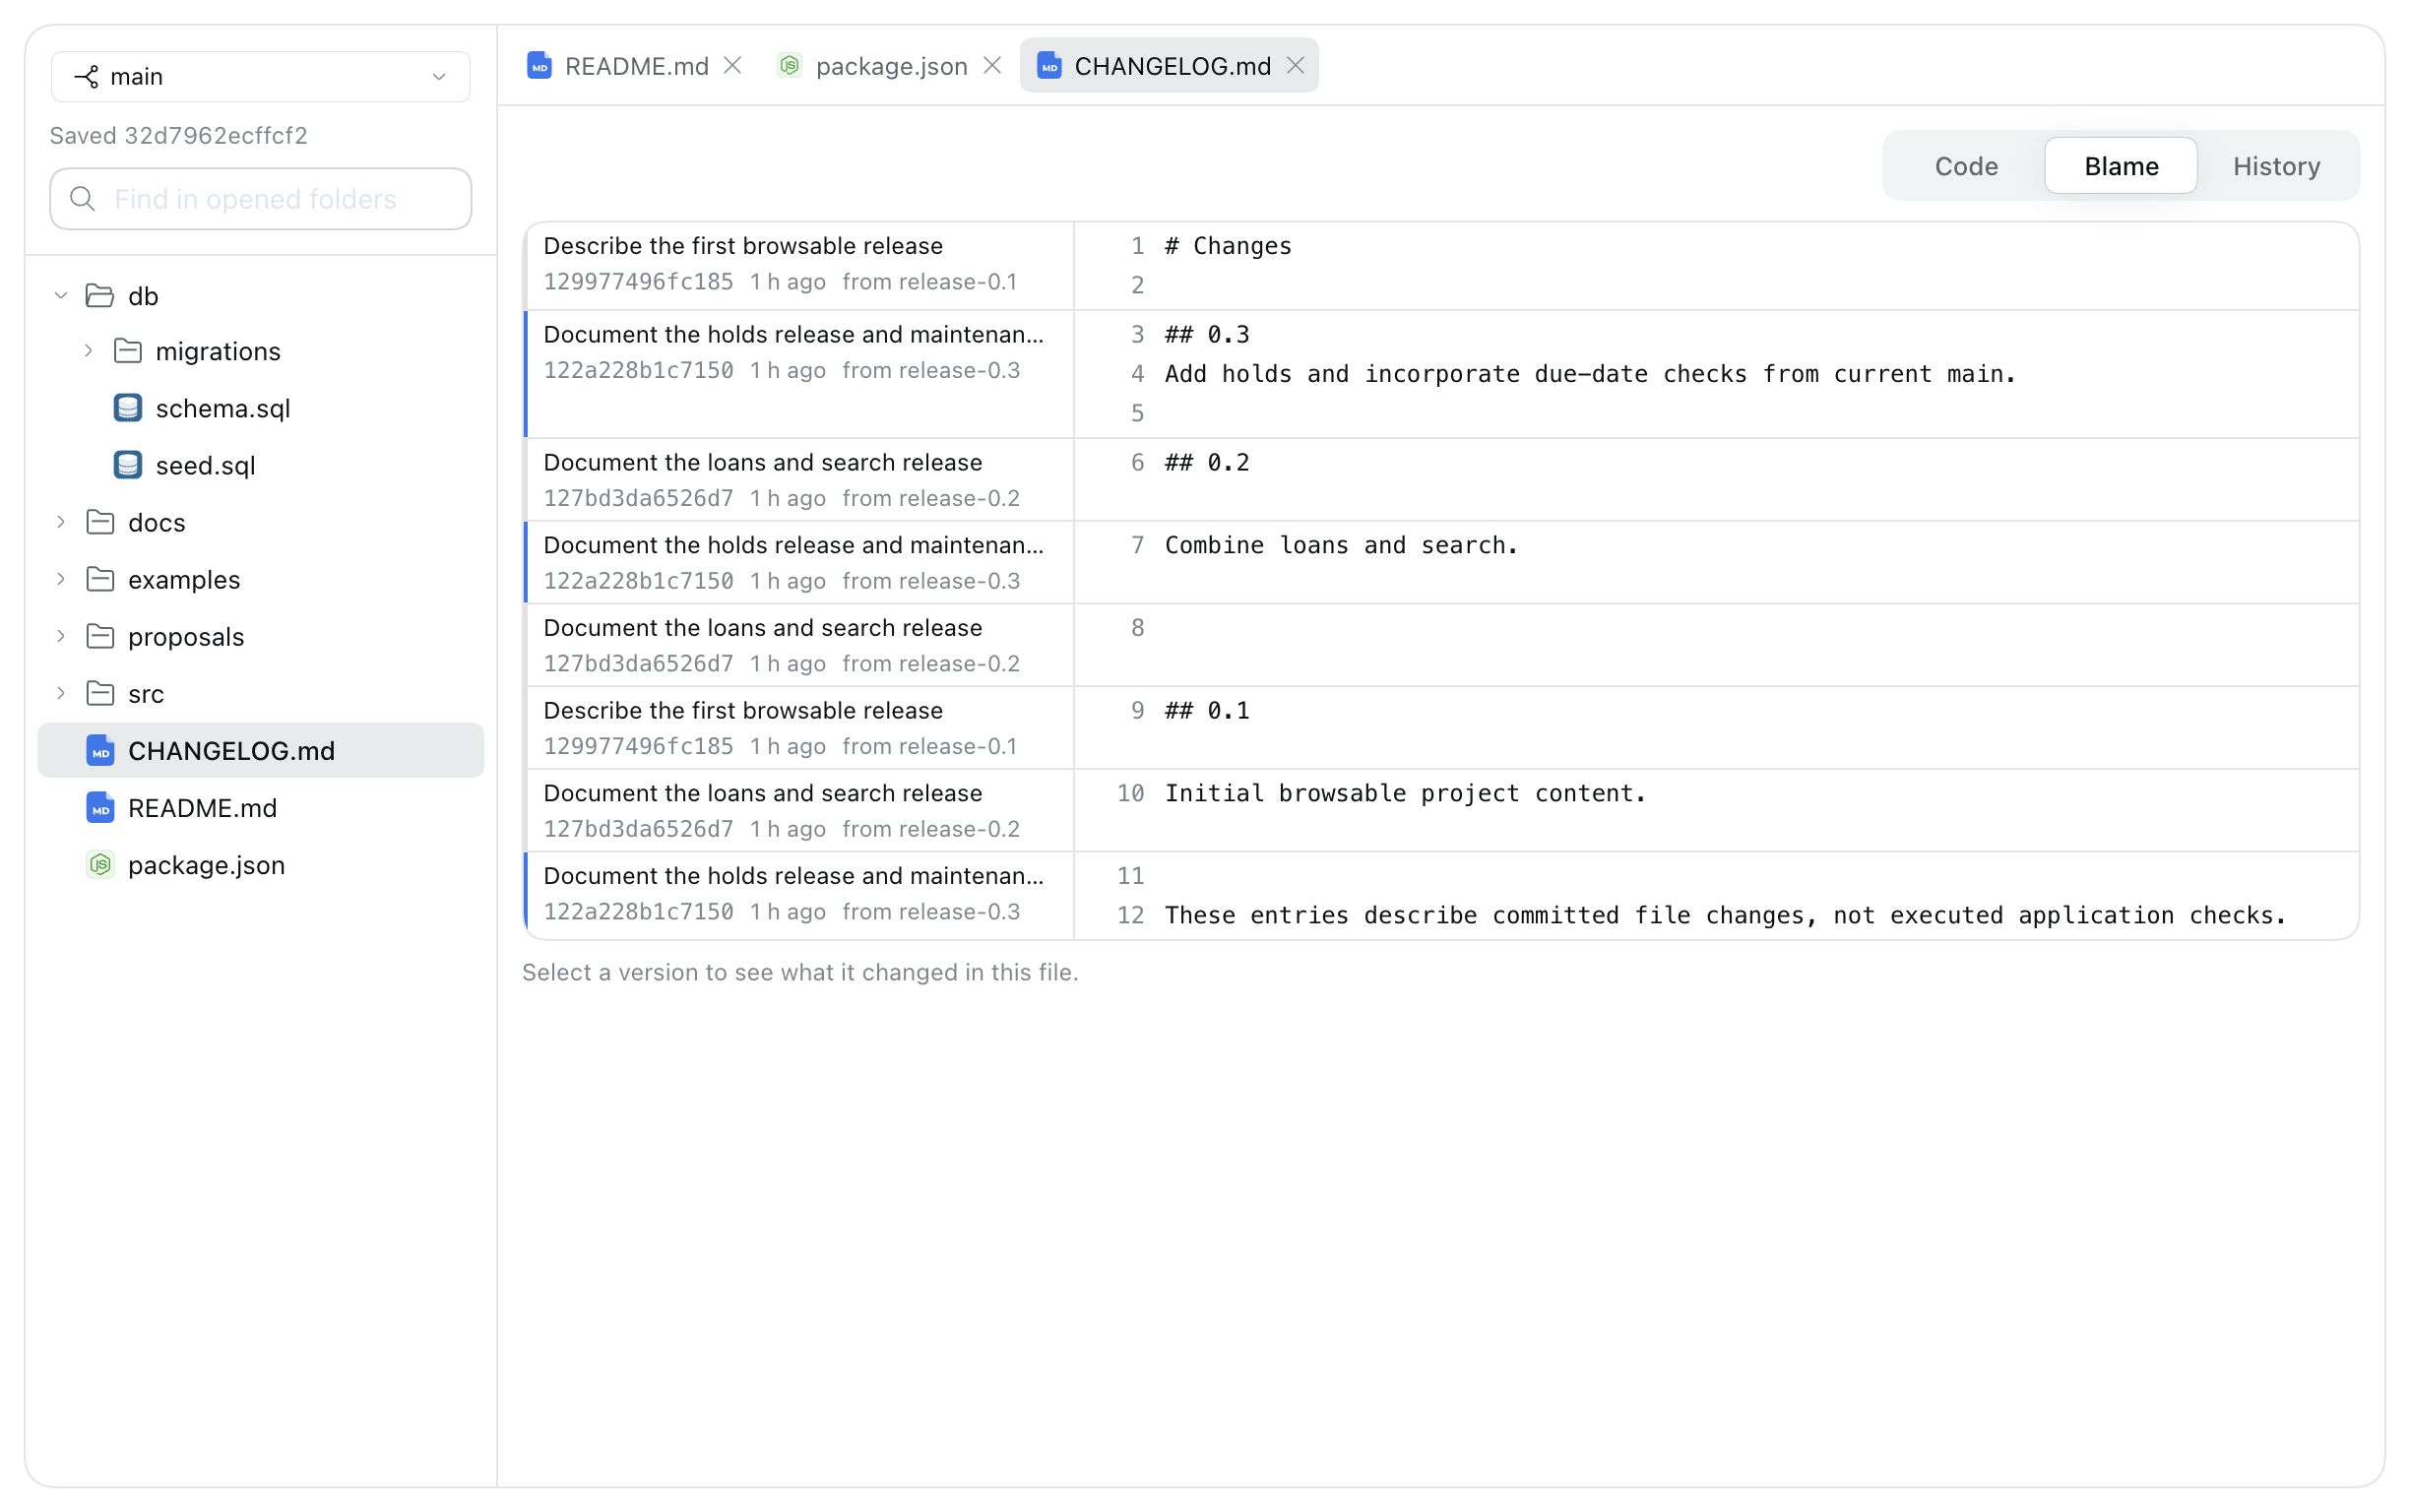 main
Saved 32d7962ecffcf2
Find in opened folders
db
migrations
schema.sql
seed.sql
docs
examples
proposals
src
CHANGELOG.md
README.md
package.json
README.md package.json CHANGELOG.md
Code Blame History
Describe the first browsable release
129977496fc185 1 h ago from release-0.1
1 # Changes
2
Document the holds release and maintenan...
122a228b1c7150 1 h ago from release-0.3
3 ## 0.3
4 Add holds and incorporate due-date checks from current main.
5
Document the loans and search release
127bd3da6526d7 1 h ago from release-0.2
6 ## 0.2
Document the holds release and maintenan...
122a228b1c7150 1 h ago from release-0.3
7 Combine loans and search.
Document the loans and search release
127bd3da6526d7 1 h ago from release-0.2
8
Describe the first browsable release
129977496fc185 1 h ago from release-0.1
9 ## 0.1
Document the loans and search release
127bd3da6526d7 1 h ago from release-0.2
10 Initial browsable project content.
Document the holds release and maintenan...
122a228b1c7150 1 h ago from release-0.3
11
12 These entries describe committed file changes, not executed application checks.
Select a version to see what it changed in this file.